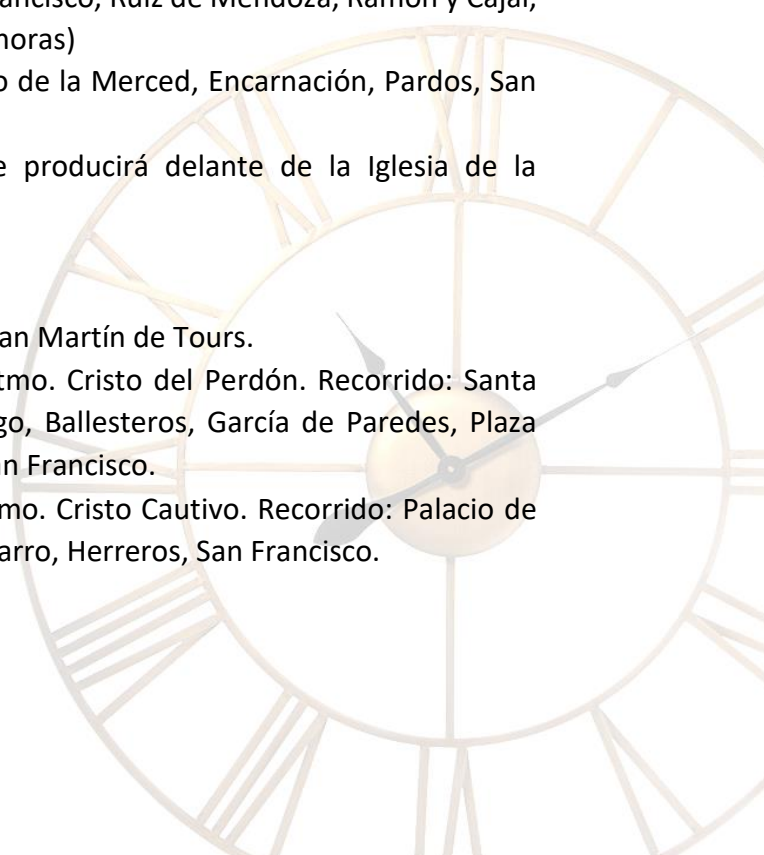 ancisco, Ruiz de Mendoza, Ramón y Cajal,
horas)
o de la Merced, Encarnación, Pardos, San
e producirá delante de la Iglesia de la
an Martín de Tours.
tmo. Cristo del Perdón. Recorrido: Santa
go, Ballesteros, García de Paredes, Plaza
an Francisco.
mo. Cristo Cautivo. Recorrido: Palacio de
arro, Herreros, San Francisco.